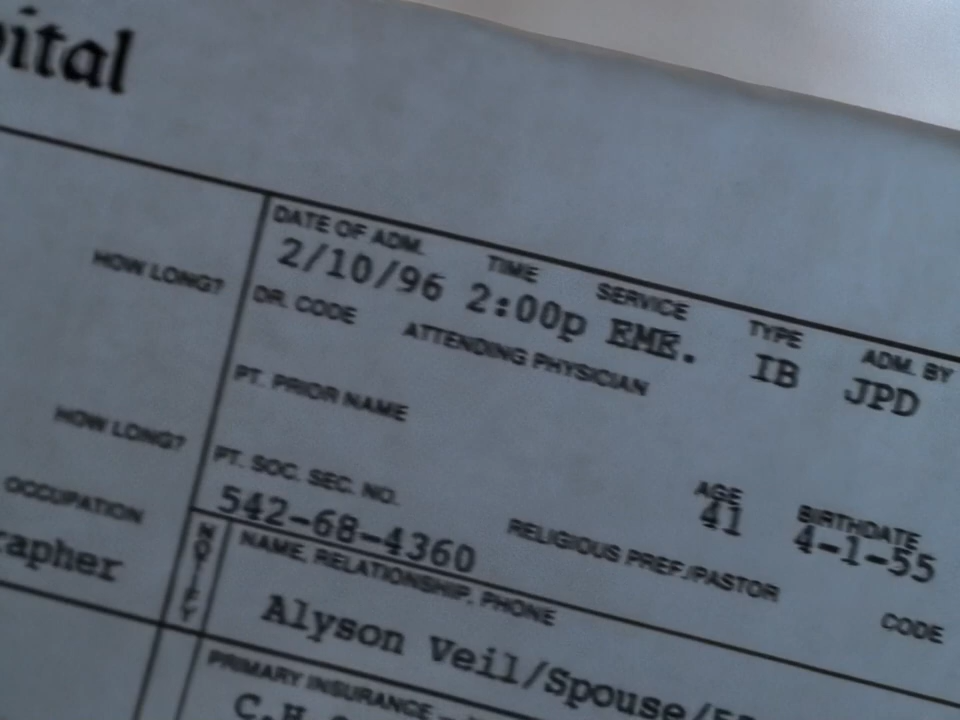 pital
DATE OF ADM. TIME SERVICE TYPE ADM. BY
2/10/96 2:00p EME. IB JPD
HOW LONG?
DR. CODE ATTENDING PHYSICIAN
PT. PRIOR NAME
HOW LONG?
PT. SOC. SEC. NO. AGE BIRTHDATE
542-68-4360 41 4-1-55
RELIGIOUS PREF./PASTOR CODE
OCCUPATION
rapher
NOTIFY
NAME, RELATIONSHIP, PHONE
Alyson Veil/Spouse/
PRIMARY INSURANCE
C.H.